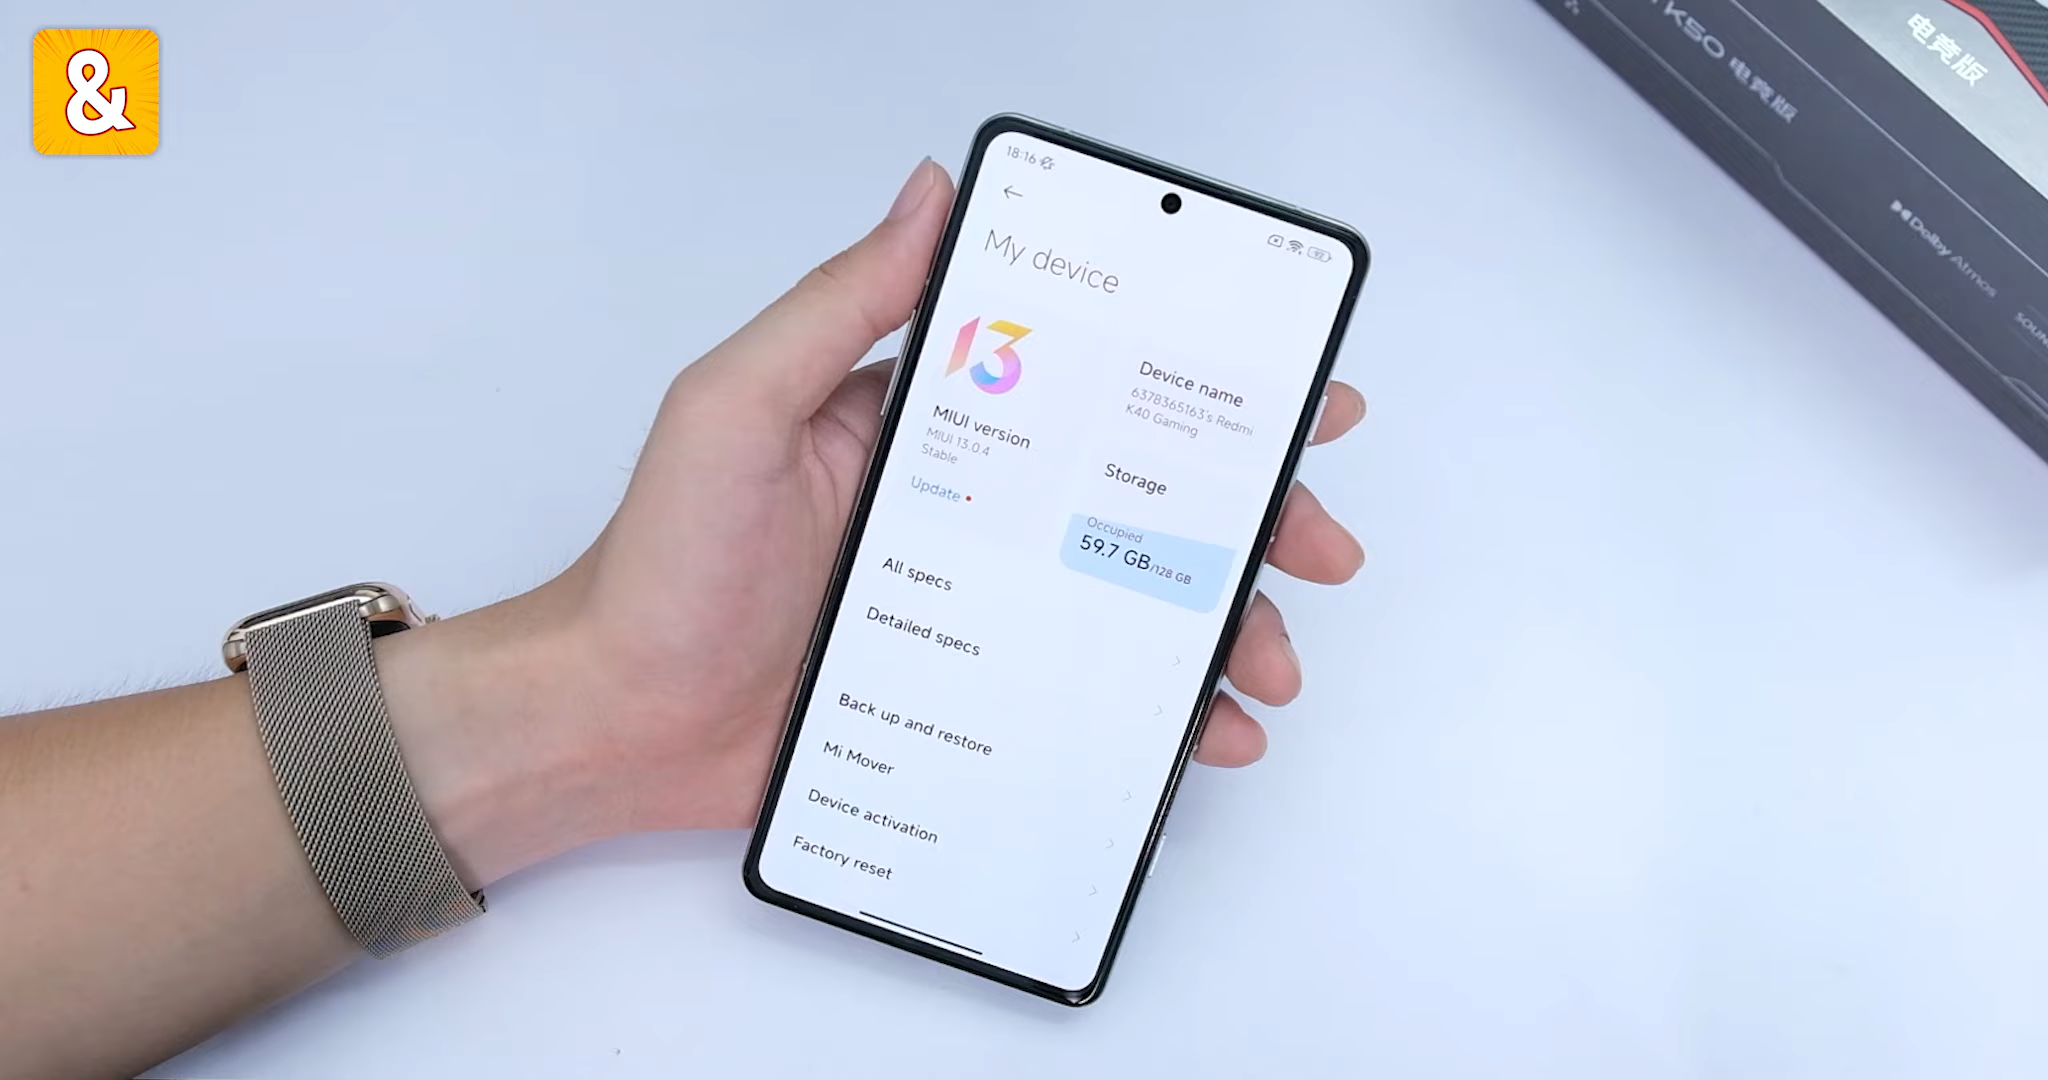 &
K50 电竞版
电竞版
Dolby Atmos
18:16
My device
13
Device name
6378365163's Redmi
K40 Gaming
MIUI version
MIUI 13.0.4
Stable
Update
Storage
Occupied
59.7 GB/128 GB
All specs
Detailed specs
Back up and restore
Mi Mover
Device activation
Factory reset